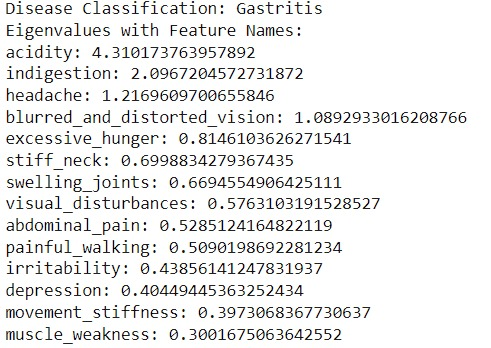 Disease Classification: Gastritis
Eigenvalues with Feature Names:
acidity: 4.310173763957892
indigestion: 2.0967204572731872
headache: 1.2169609700655846
blurred_and_distorted_vision: 1.0892933016208766
excessive_hunger: 0.8146103626271541
stiff_neck: 0.6998834279367435
swelling_joints: 0.6694554906425111
visual_disturbances: 0.5763103191528527
abdominal_pain: 0.5285124164822119
painful_walking: 0.5090198692281234
irritability: 0.43856141247831937
depression: 0.40449445363252434
movement_stiffness: 0.3973068367730637
muscle_weakness: 0.3001675063642552